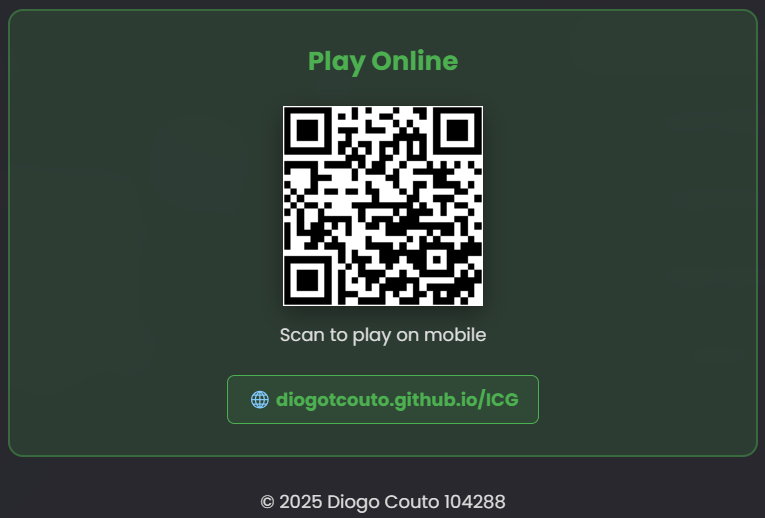 Play Online
Scan to play on mobile
diogotcouto.github.io/ICG
© 2025 Diogo Couto 104288